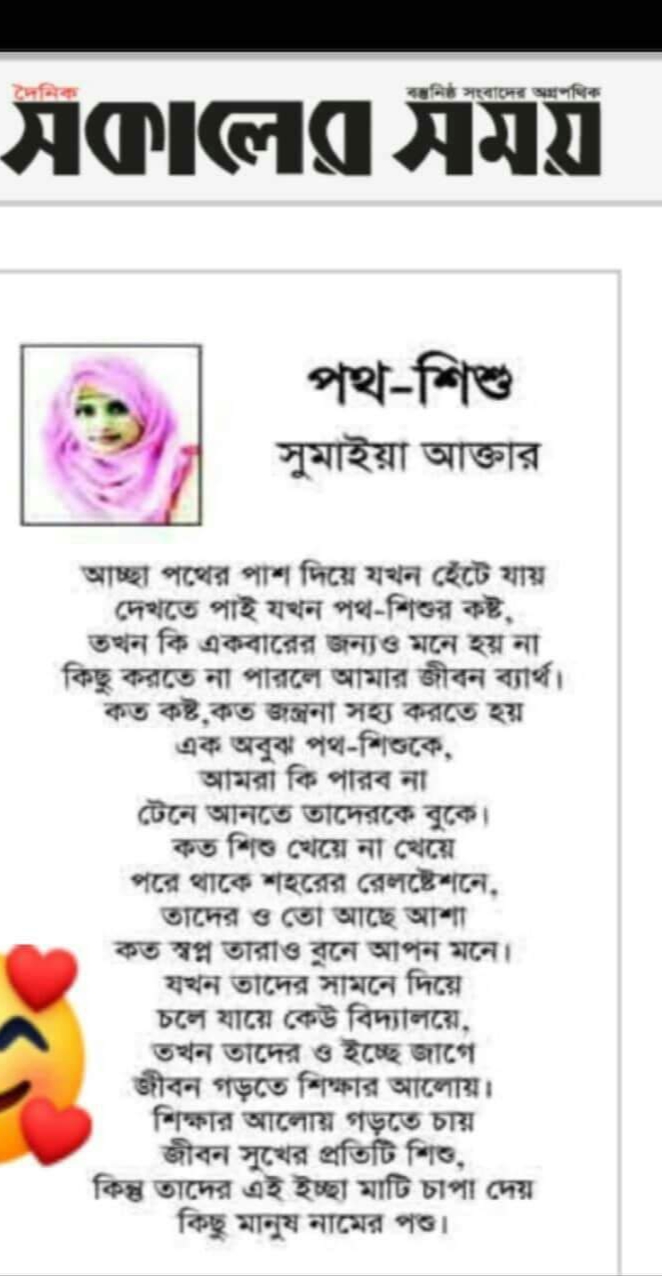 দৈনিক
বস্তুনিষ্ঠ সংবাদের অগ্রপথিক
সকালের সময়
পথ-শিশু
সুমাইয়া আক্তার
আচ্ছা পথের পাশ দিয়ে যখন হেঁটে যায়
দেখতে পাই যখন পথ-শিশুর কষ্ট,
তখন কি একবারের জন্যও মনে হয় না
কিছু করতে না পারলে আমার জীবন ব্যার্থ।
কত কষ্ট,কত জন্ত্রনা সহ্য করতে হয়
এক অবুঝ পথ-শিশুকে,
আমরা কি পারব না
টেনে আনতে তাদেরকে বুকে।
কত শিশু খেয়ে না খেয়ে
পরে থাকে শহরের রেলষ্টেশনে,
তাদের ও তো আছে আশা
কত স্বপ্ন তারাও বুনে আপন মনে।
যখন তাদের সামনে দিয়ে
চলে যায়ে কেউ বিদ্যালয়ে,
তখন তাদের ও ইচ্ছে জাগে
জীবন গড়তে শিক্ষার আলোয়।
শিক্ষার আলোয় গড়তে চায়
জীবন সুখের প্রতিটি শিশু,
কিন্তু তাদের এই ইচ্ছা মাটি চাপা দেয়
কিছু মানুষ নামের পশু।